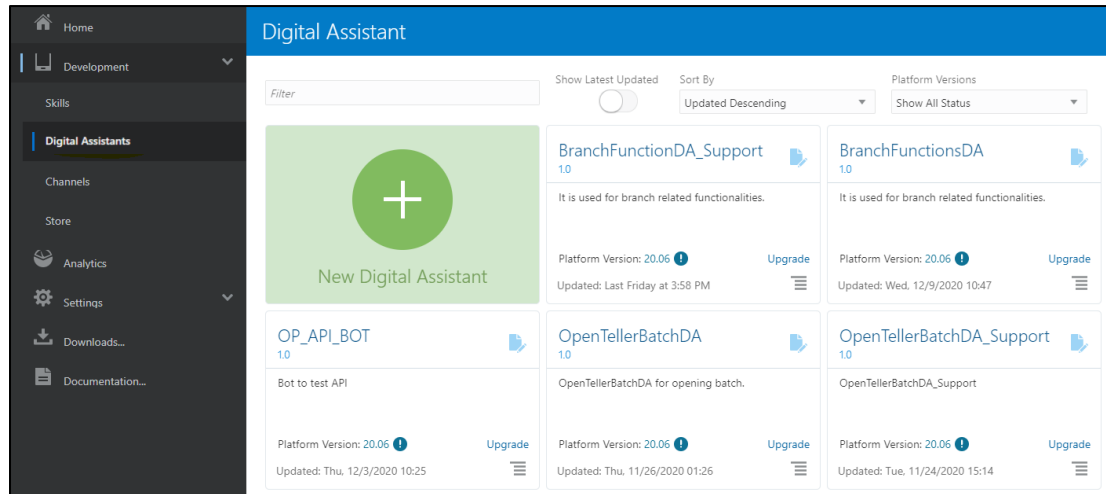 Home
Development
Skills
Digital Assistants
Channels
Store
Analytics
Settings
Downloads...
Documentation...
Digital Assistant
Filter
Show Latest Updated
Sort By
Updated Descending
Platform Versions
Show All Status
New Digital Assistant
BranchFunctionDA_Support
1.0
It is used for branch related functionalities.
Platform Version: 20.06 Upgrade
Updated: Last Friday at 3:58 PM
BranchFunctionsDA
1.0
It is used for branch related functionalities.
Platform Version: 20.06 Upgrade
Updated: Wed, 12/9/2020 10:47
OP_API_BOT
1.0
Bot to test API
Platform Version: 20.06 Upgrade
Updated: Thu, 12/3/2020 10:25
OpenTellerBatchDA
1.0
OpenTellerBatchDA for opening batch.
Platform Version: 20.06 Upgrade
Updated: Thu, 11/26/2020 01:26
OpenTellerBatchDA_Support
1.0
OpenTellerBatchDA_Support
Platform Version: 20.06 Upgrade
Updated: Tue, 11/24/2020 15:14